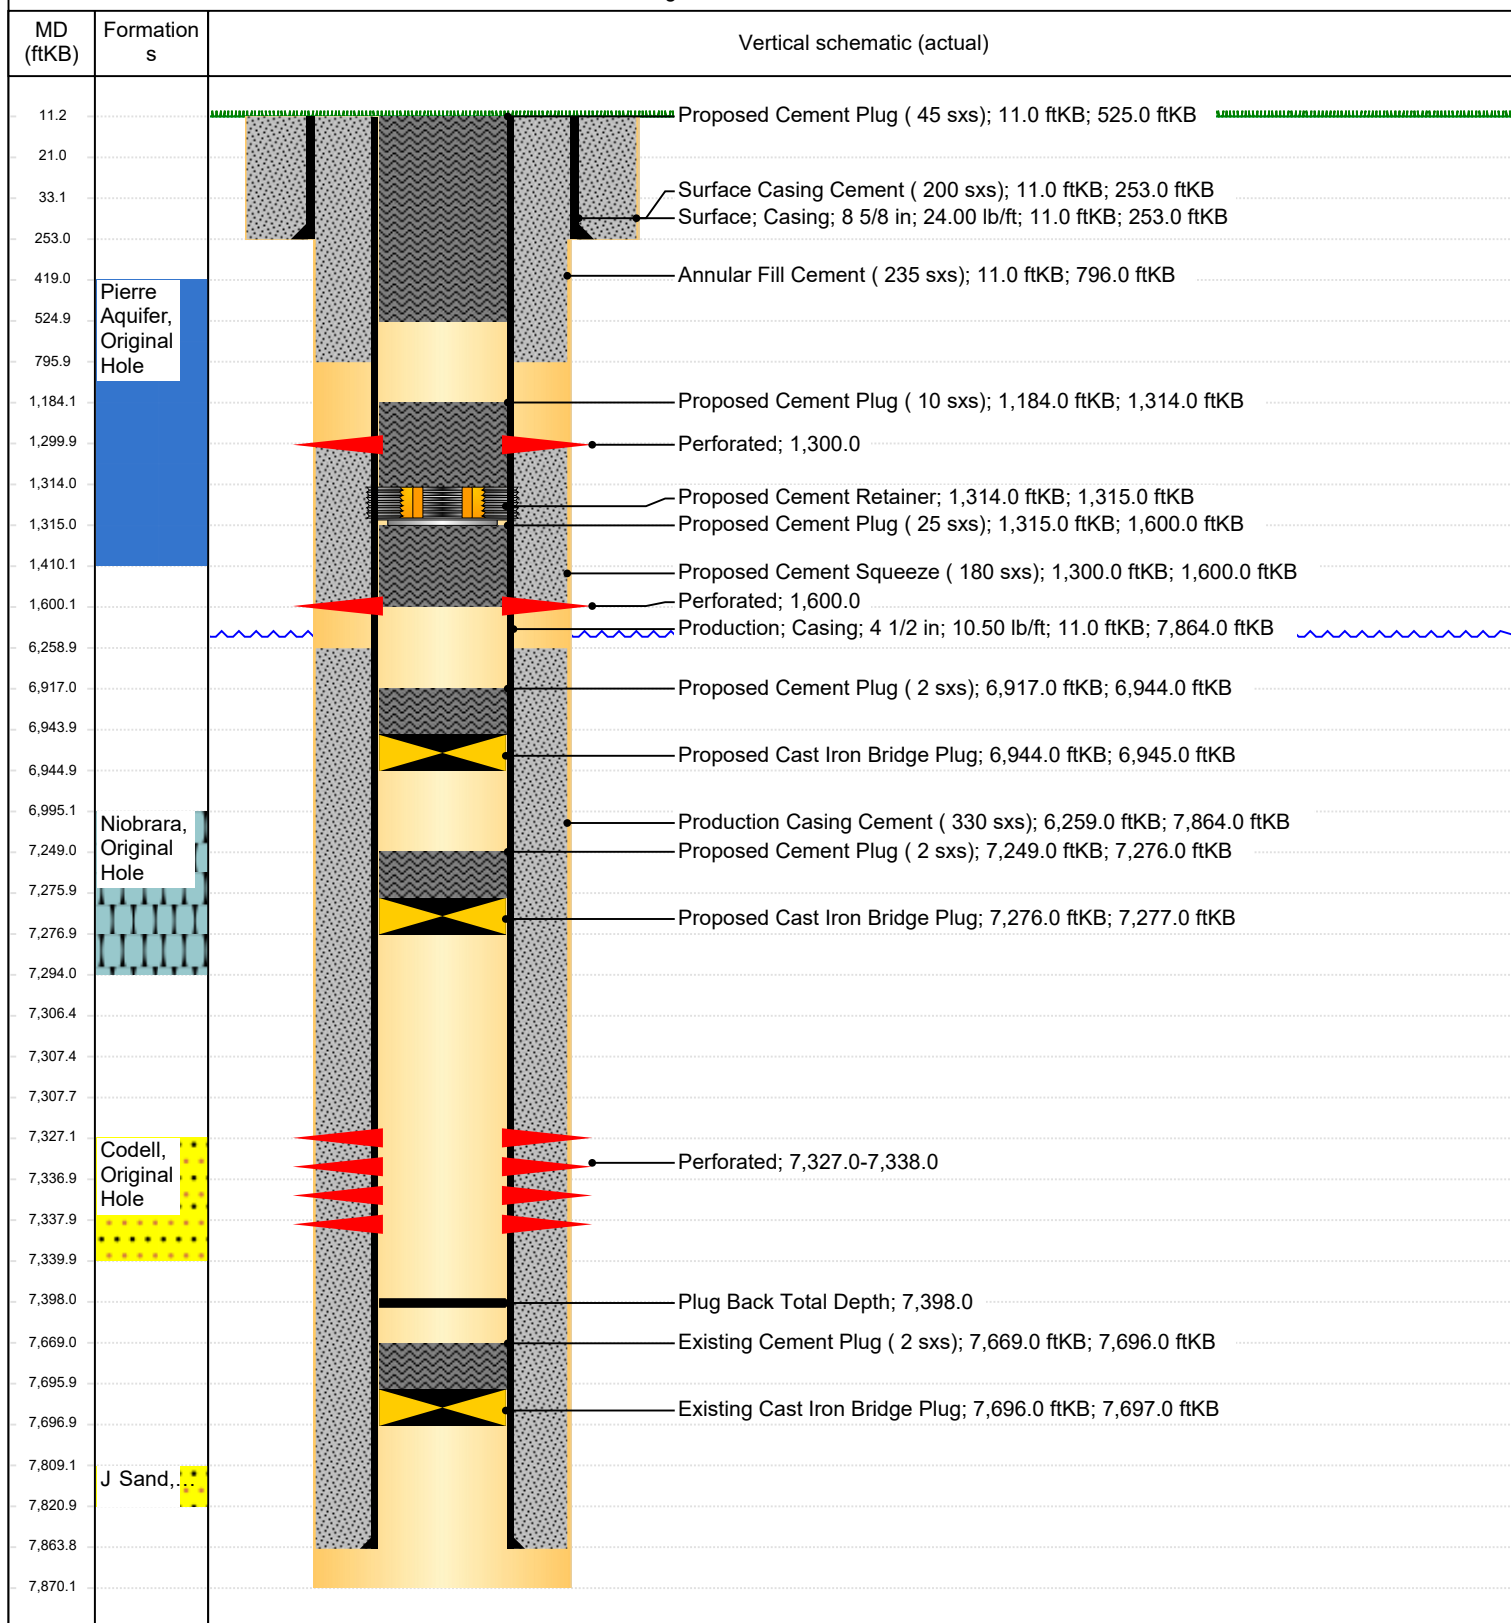 MD
(ftKB)
Formation
s
Vertical schematic (actual)
11.2
21.0
33.1
253.0
419.0
524.9
795.9
1,184.1
1,299.9
1,314.0
1,315.0
1,410.1
1,600.1
6,258.9
6,917.0
6,943.9
6,944.9
6,995.1
7,249.0
7,275.9
7,276.9
7,294.0
7,306.4
7,307.4
7,307.7
7,327.1
7,336.9
7,337.9
7,339.9
7,398.0
7,669.0
7,695.9
7,696.9
7,809.1
7,820.9
7,863.8
7,870.1
Pierre
Aquifer,
Original
Hole
Niobrara,
Original
Hole
Codell,
Original
Hole
J Sand,...
Proposed Cement Plug ( 45 sxs); 11.0 ftKB; 525.0 ftKB
Surface Casing Cement ( 200 sxs); 11.0 ftKB; 253.0 ftKB
Surface; Casing; 8 5/8 in; 24.00 lb/ft; 11.0 ftKB; 253.0 ftKB
Annular Fill Cement ( 235 sxs); 11.0 ftKB; 796.0 ftKB
Proposed Cement Plug ( 10 sxs); 1,184.0 ftKB; 1,314.0 ftKB
Perforated; 1,300.0
Proposed Cement Retainer; 1,314.0 ftKB; 1,315.0 ftKB
Proposed Cement Plug ( 25 sxs); 1,315.0 ftKB; 1,600.0 ftKB
Proposed Cement Squeeze ( 180 sxs); 1,300.0 ftKB; 1,600.0 ftKB
Perforated; 1,600.0
Production; Casing; 4 1/2 in; 10.50 lb/ft; 11.0 ftKB; 7,864.0 ftKB
Proposed Cement Plug ( 2 sxs); 6,917.0 ftKB; 6,944.0 ftKB
Proposed Cast Iron Bridge Plug; 6,944.0 ftKB; 6,945.0 ftKB
Production Casing Cement ( 330 sxs); 6,259.0 ftKB; 7,864.0 ftKB
Proposed Cement Plug ( 2 sxs); 7,249.0 ftKB; 7,276.0 ftKB
Proposed Cast Iron Bridge Plug; 7,276.0 ftKB; 7,277.0 ftKB
Perforated; 7,327.0-7,338.0
Plug Back Total Depth; 7,398.0
Existing Cement Plug ( 2 sxs); 7,669.0 ftKB; 7,696.0 ftKB
Existing Cast Iron Bridge Plug; 7,696.0 ftKB; 7,697.0 ftKB